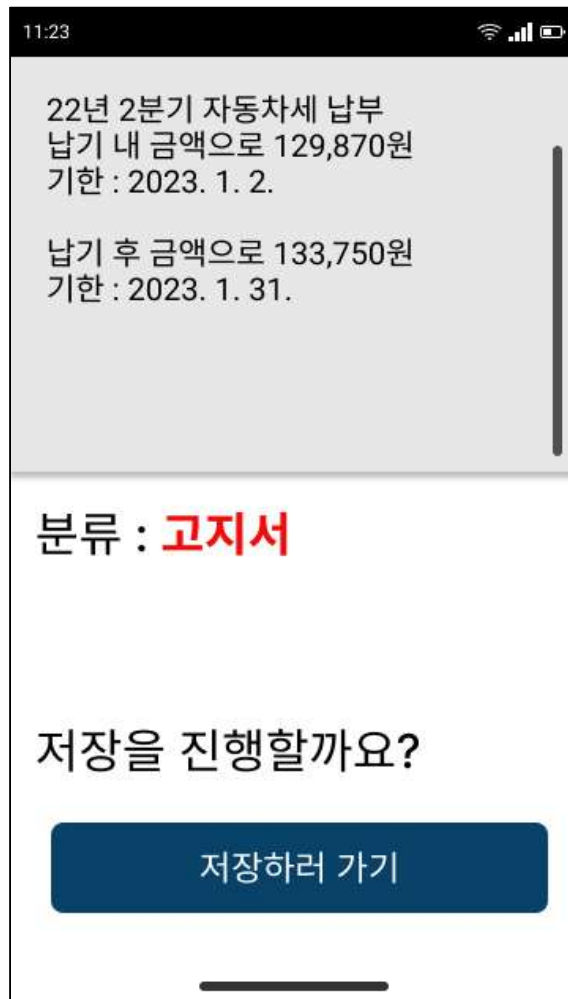 11:23
22년 2분기 자동차세 납부
납기 내 금액으로 129,870원
기한 : 2023. 1. 2.
납기 후 금액으로 133,750원
기한 : 2023. 1. 31.
분류 : 고지서
저장을 진행할까요?
저장하러 가기